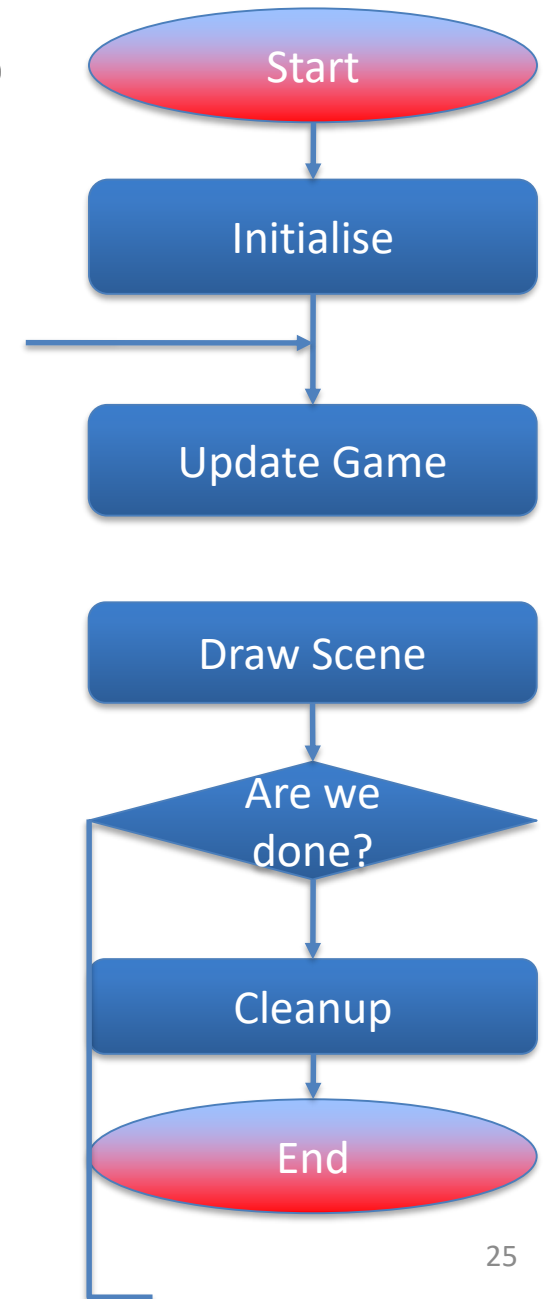 Start
Initialise
Update Game
Draw Scene
Are we
done?
Cleanup
End
25